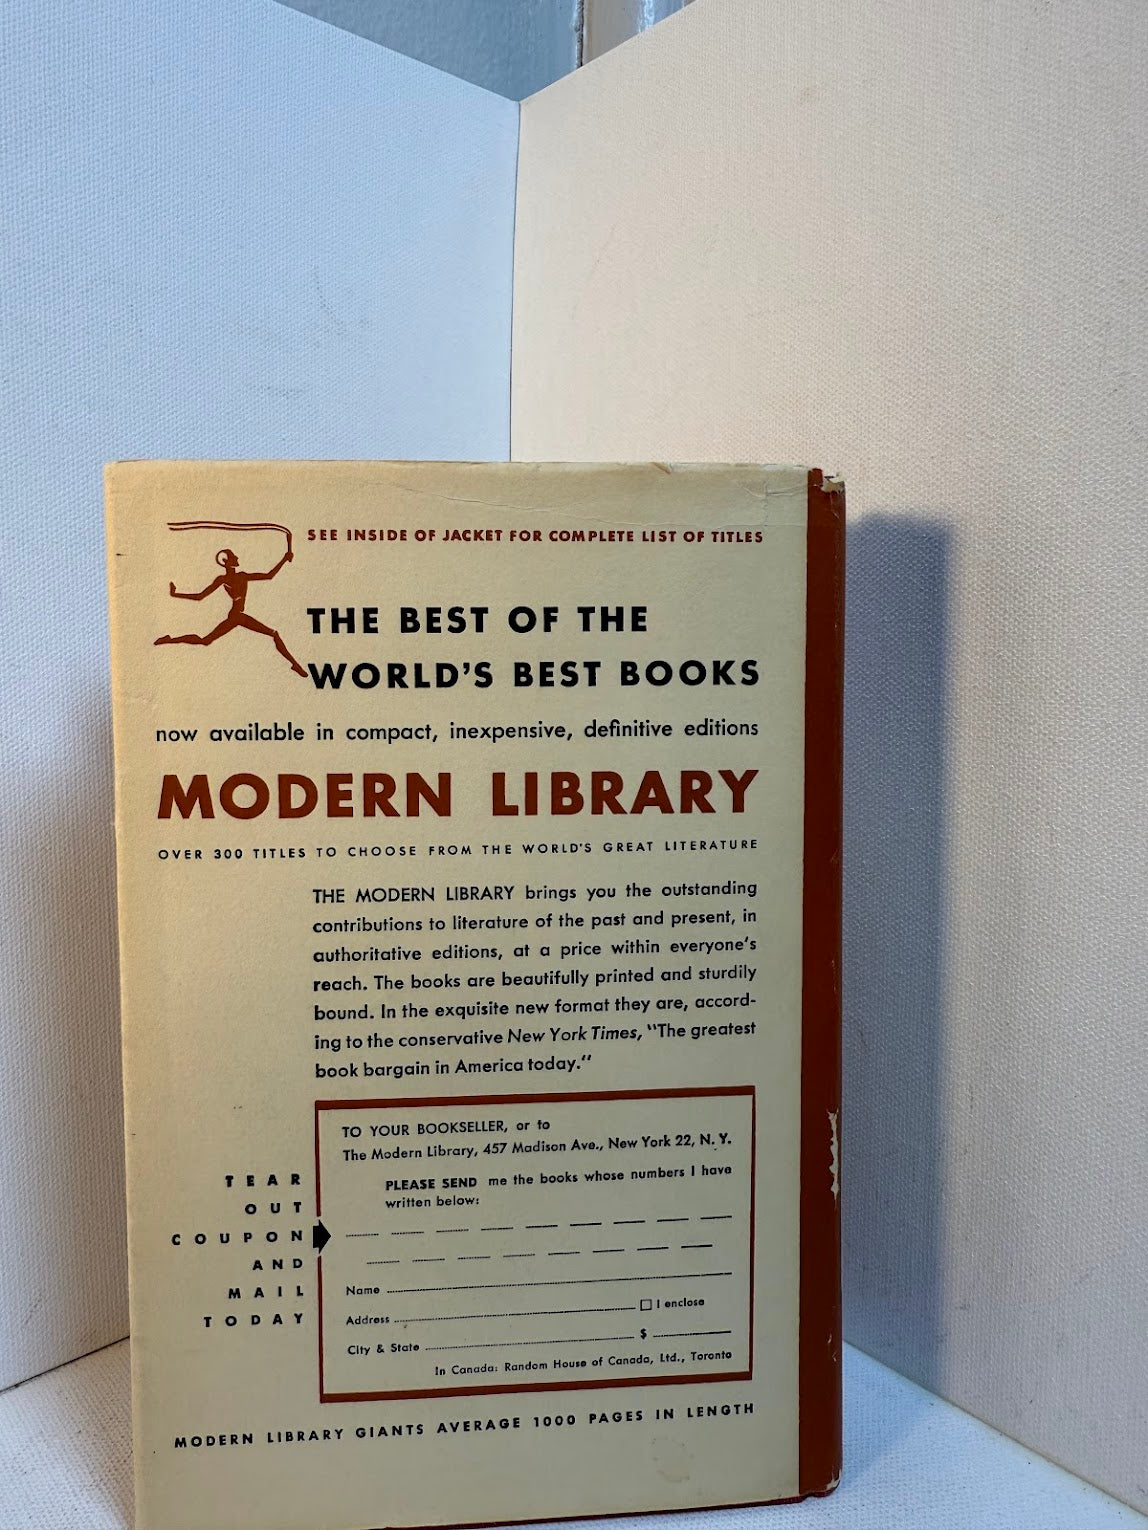 SEE INSIDE OF JACKET FOR COMPLETE LIST OF TITLES
THE BEST OF THE
WORLD'S BEST BOOKS
now available in compact, inexpensive, definitive editions
MODERN LIBRARY
OVER 300 TITLES TO CHOOSE FROM THE WORLD'S GREAT LITERATURE
THE MODERN LIBRARY brings you the outstanding
contributions to literature of the past and present, in
authoritative editions, at a price within everyone's
reach. The books are beautifully printed and sturdily
bound. In the exquisite new format they are, accord-
ing to the conservative New York Times, "The greatest
book bargain in America today."
TEAR
OUT
COUPON
AND
MAIL
TODAY
TO YOUR BOOKSELLER, or to
The Modern Library, 457 Madison Ave., New York 22, N. Y.
PLEASE SEND me the books whose numbers I have
written below:
Name
Address I enclose
City & State $
In Canada: Random House of Canada, Ltd., Toronto
MODERN LIBRARY GIANTS AVERAGE 1000 PAGES IN LENGTH